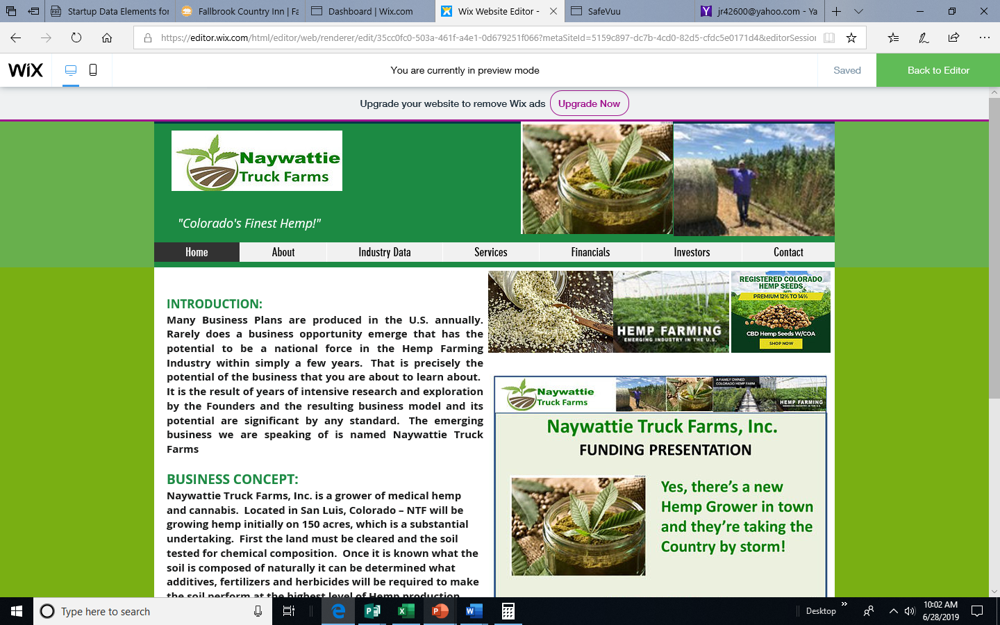 Startup Data Elements for
Fallbrook Country Inn | Fa
Dashboard | Wix.com
Wix Website Editor -
SafeVuu
jr42600@yahoo.com - Ya
https://editor.wix.com/html/editor/web/renderer/edit/35cc0fc0-503a-461f-a4e1-0d679251f066?metaSiteId=5159c897-dc7b-4cd0-82d5-cfdc5e0171d4&editorSession
WiX
You are currently in preview mode
Saved
Back to Editor
Upgrade your website to remove Wix ads
Upgrade Now
Naywattie
Truck Farms
"Colorado's Finest Hemp!"
Home
About
Industry Data
Services
Financials
Investors
Contact
INTRODUCTION:
Many Business Plans are produced in the U.S. annually.
Rarely does a business opportunity emerge that has the
potential to be a national force in the Hemp Farming
Industry within simply a few years. That is precisely the
potential of the business that you are about to learn about.
It is the result of years of intensive research and exploration
by the Founders and the resulting business model and its
potential are significant by any standard. The emerging
business we are speaking of is named Naywattie Truck
Farms
BUSINESS CONCEPT:
Naywattie Truck Farms, Inc. is a grower of medical hemp
and cannabis. Located in San Luis, Colorado – NTF will be
growing hemp initially on 150 acres, which is a substantial
undertaking. First the land must be cleared and the soil
tested for chemical composition. Once it is known what the
soil is composed of naturally it can be determined what
additives, fertilizers and herbicides will be required to make
the soil perform at the highest level of Hemp production
HEMP FARMING
EMERGING INDUSTRY IN THE U.S.
REGISTERED COLORADO
HEMP SEEDS
PREMIUM 12% TO 14%
CBD Hemp Seeds W/COA
SHOP NOW
Naywattie
Truck Farms
A FAMILY OWNED
COLORADO HEMP FARM
HEMP FARMING
Naywattie Truck Farms, Inc.
FUNDING PRESENTATION
Yes, there's a new
Hemp Grower in town
and they're taking the
Country by storm!
Type here to search
Desktop
10:02 AM
6/28/2019